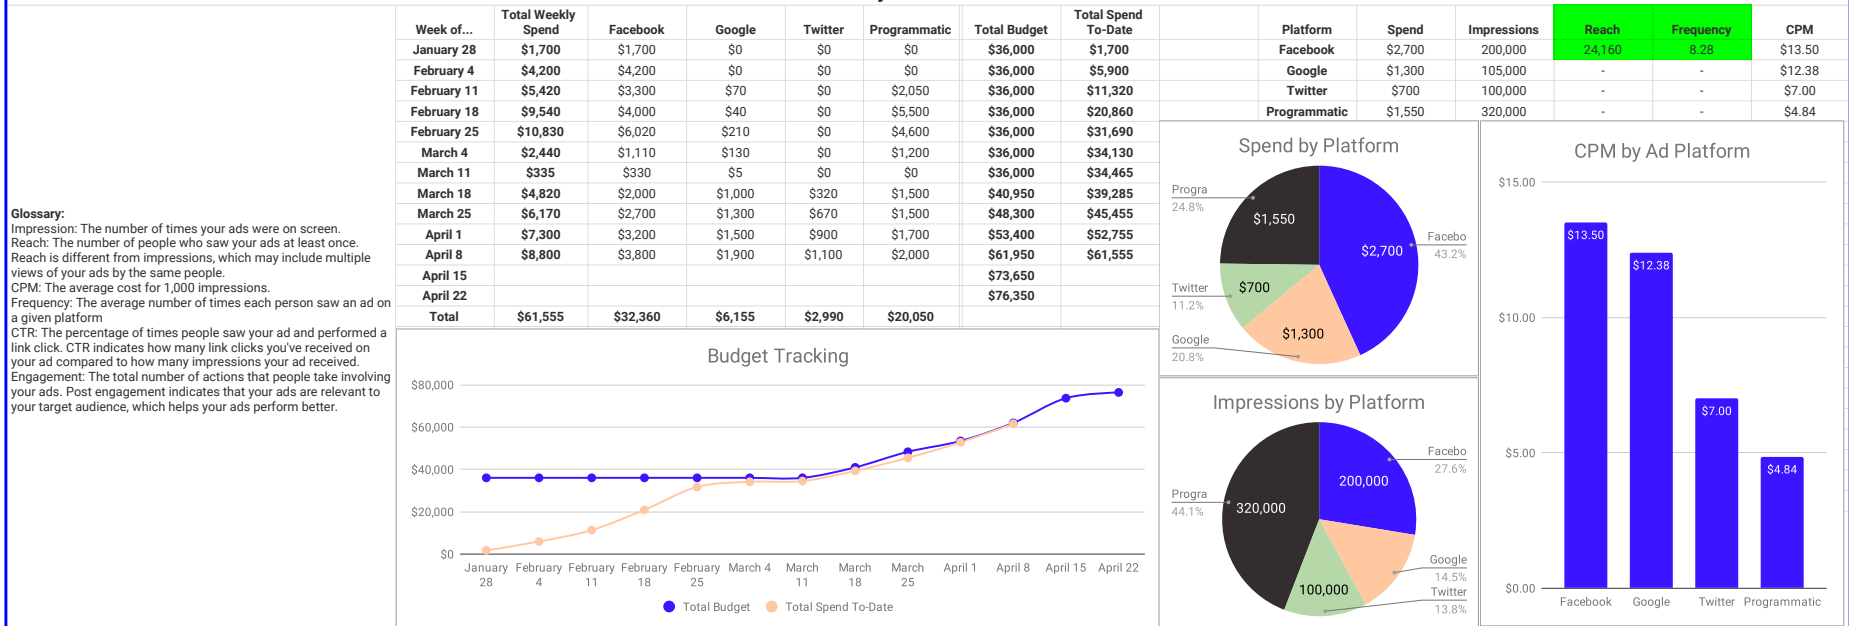 Glossary:
Impression: The number of times your ads were on screen.
Reach: The number of people who saw your ads at least once.
Reach is different from impressions, which may include multiple
views of your ads by the same people.
CPM: The average cost for 1,000 impressions.
Frequency: The average number of times each person saw an ad on
a given platform
CTR: The percentage of times people saw your ad and performed a
link click. CTR indicates how many link clicks you've received on
your ad compared to how many impressions your ad received.
Engagement: The total number of actions that people take involving
your ads. Post engagement indicates that your ads are relevant to
your target audience, which helps your ads perform better.
Week of... Total Weekly Spend Facebook Google Twitter Programmatic Total Budget Total Spend To-Date
January 28 $1,700 $1,700 $0 $0 $0 $36,000 $1,700
February 4 $4,200 $4,200 $0 $0 $0 $36,000 $5,900
February 11 $5,420 $3,300 $70 $0 $2,050 $36,000 $11,320
February 18 $9,540 $4,000 $40 $0 $5,500 $36,000 $20,860
February 25 $10,830 $6,020 $210 $0 $4,600 $36,000 $31,690
March 4 $2,440 $1,110 $130 $0 $1,200 $36,000 $34,130
March 11 $335 $330 $5 $0 $0 $36,000 $34,465
March 18 $4,820 $2,000 $1,000 $320 $1,500 $40,950 $39,285
March 25 $6,170 $2,700 $1,300 $670 $1,500 $48,300 $45,455
April 1 $7,300 $3,200 $1,500 $900 $1,700 $53,400 $52,755
April 8 $8,800 $3,800 $1,900 $1,100 $2,000 $61,950 $61,555
April 15 $73,650
April 22 $76,350
Total $61,555 $32,360 $6,155 $2,990 $20,050
Platform Spend Impressions Reach Frequency CPM
Facebook $2,700 200,000 24,160 8.28 $13.50
Google $1,300 105,000 - - $12.38
Twitter $700 100,000 - - $7.00
Programmatic $1,550 320,000 - - $4.84
Budget Tracking
$80,000
$60,000
$40,000
$20,000
$0
January 28 February 4 February 11 February 18 February 25 March 4 March 11 March 18 March 25 April 1 April 8 April 15 April 22
Total Budget Total Spend To-Date
Spend by Platform
Progra
24.8%
$1,550
$2,700
Facebo
43.2%
Twitter
11.2%
$700
$1,300
Google
20.8%
Impressions by Platform
Facebo
27.6%
200,000
Progra
44.1%
320,000
Google
14.5%
100,000
Twitter
13.8%
CPM by Ad Platform
$15.00
$10.00
$5.00
$0.00
$13.50
$12.38
$7.00
$4.84
Facebook Google Twitter Programmatic